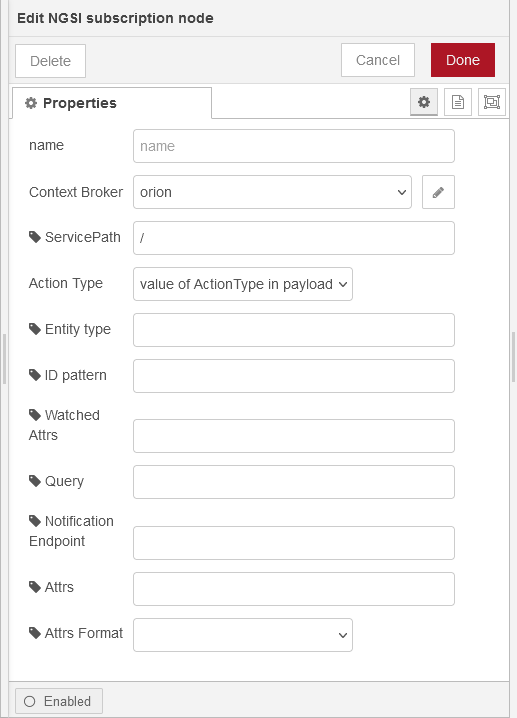 Edit NGSI subscription node
Delete
Cancel
Done
Properties
name
name
Context Broker
orion
ServicePath
/
Action Type
value of ActionType in payload
Entity type
ID pattern
Watched
Attrs
Query
Notification
Endpoint
Attrs
Attrs Format
Enabled